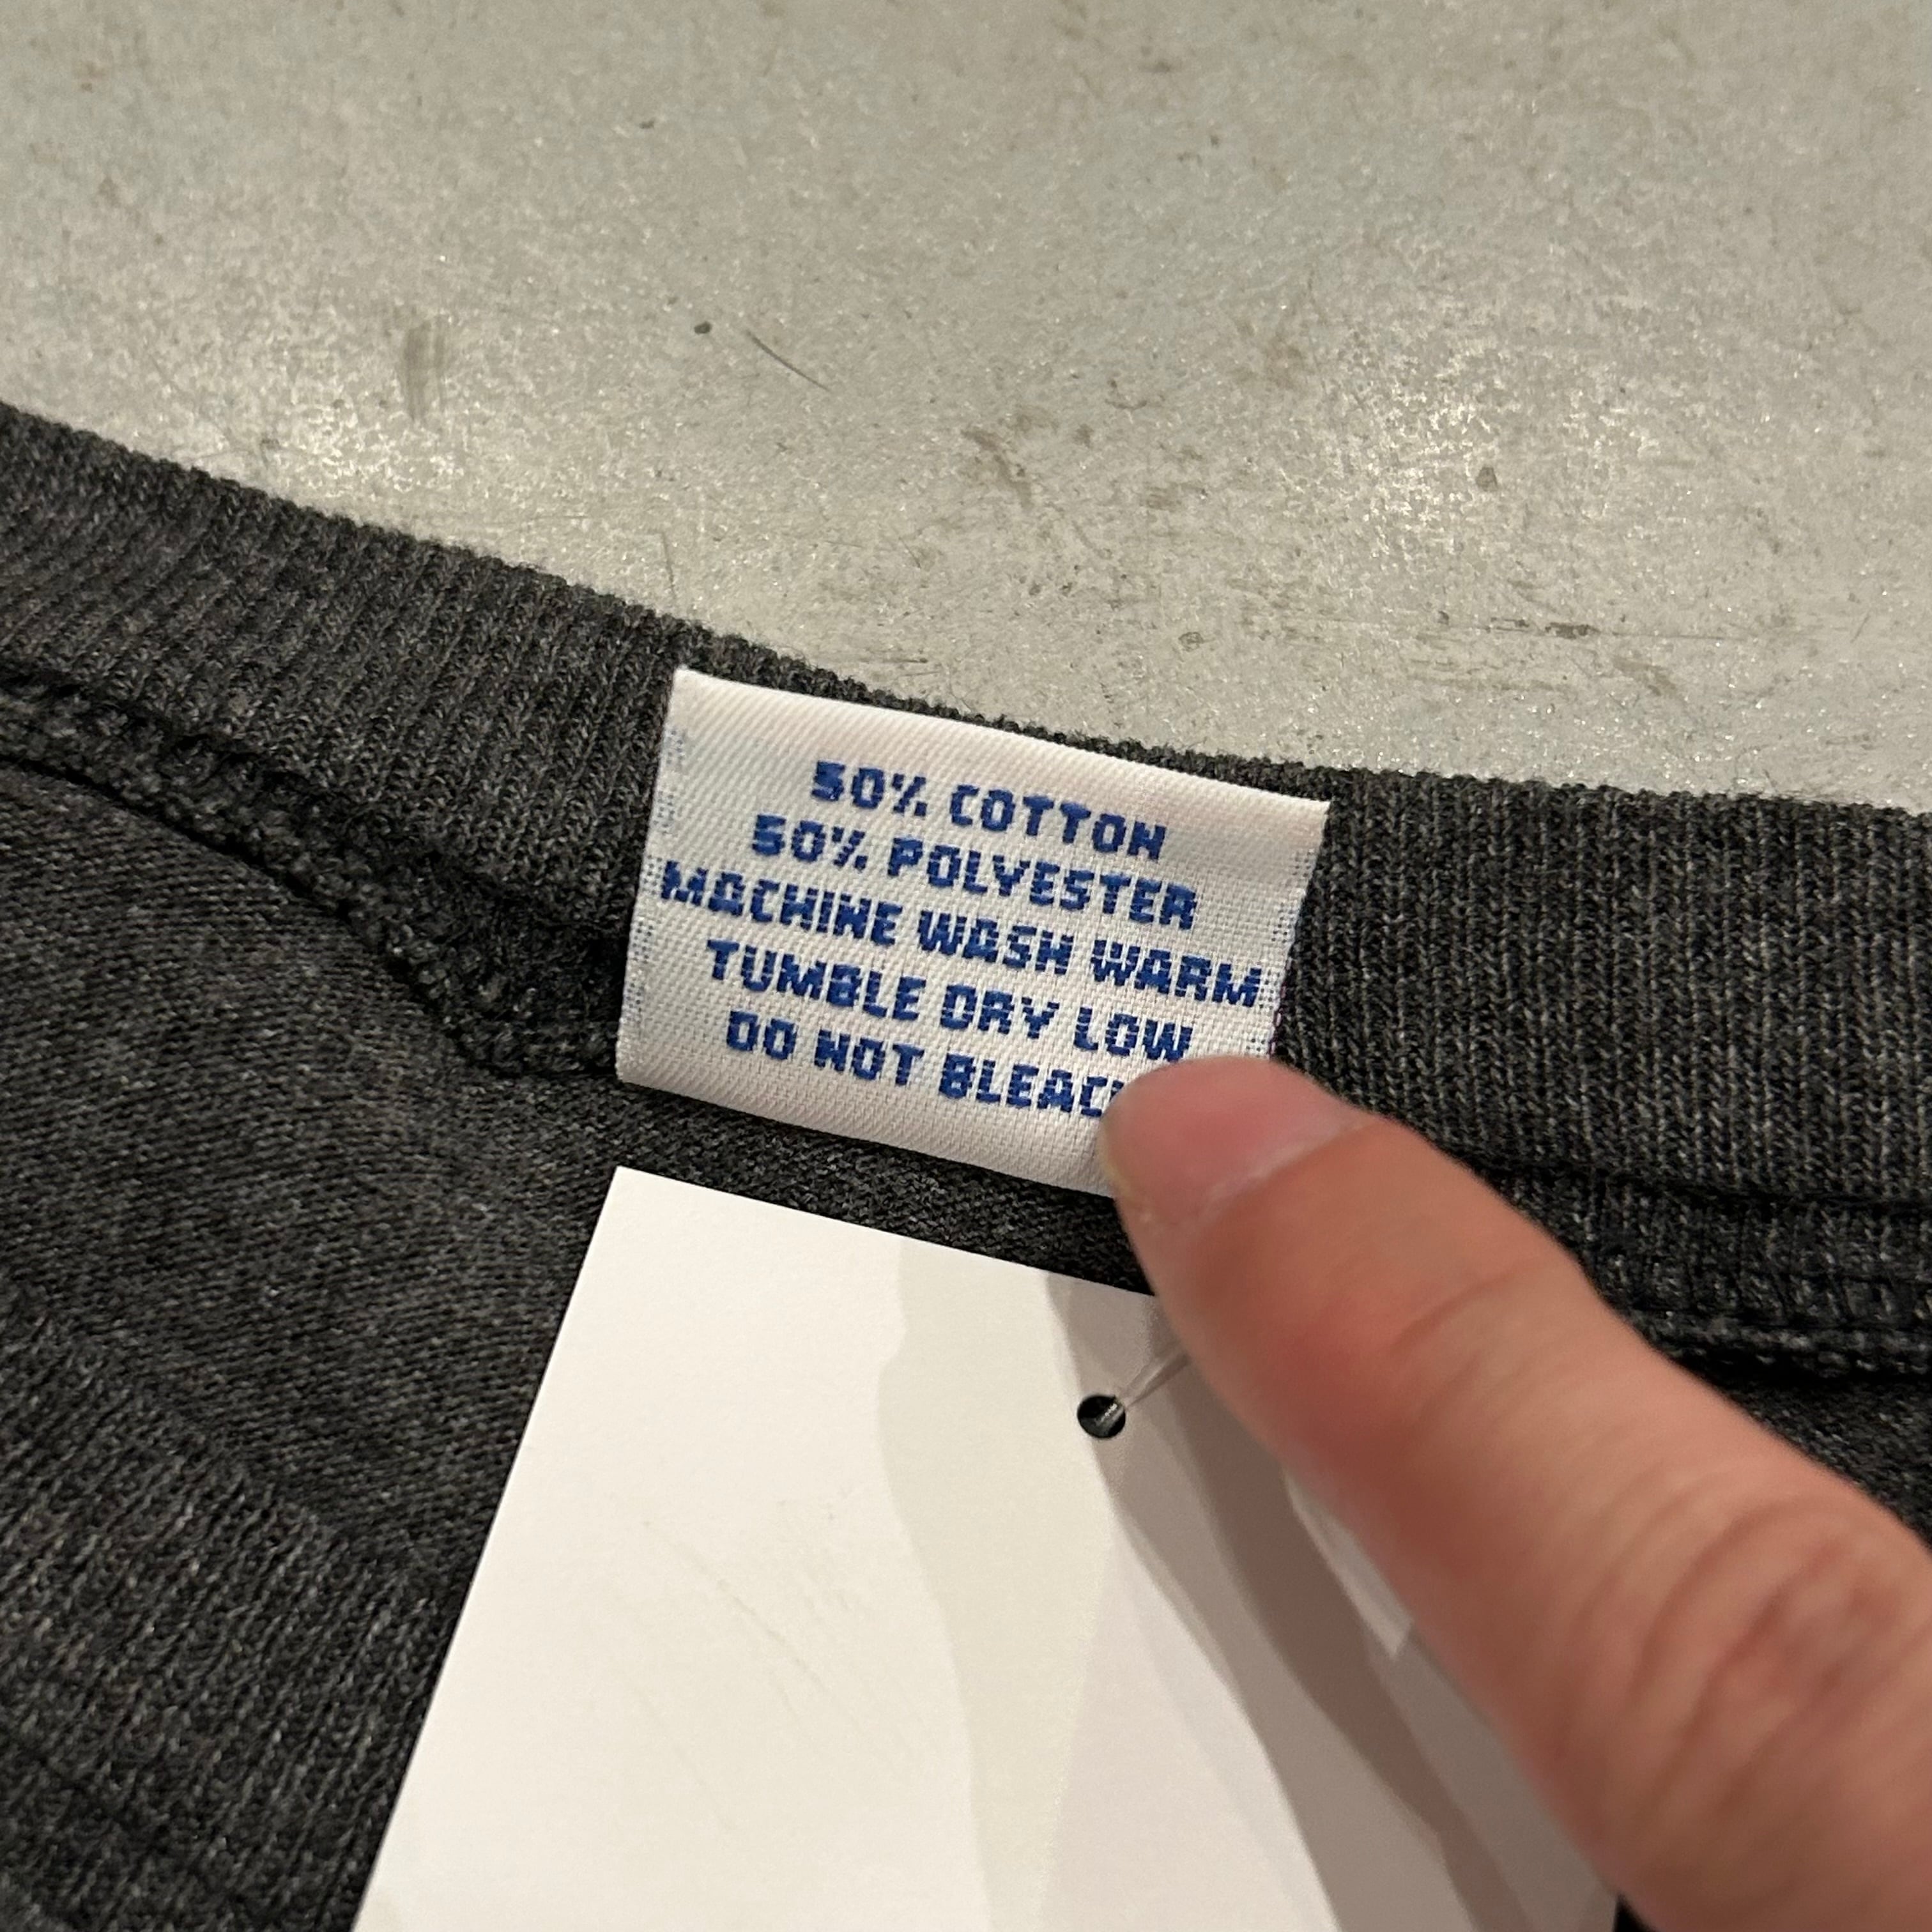 50% COTTON
50% POLYESTER
MACHINE WASH WARM
TUMBLE DRY LOW
DO NOT BLEAC